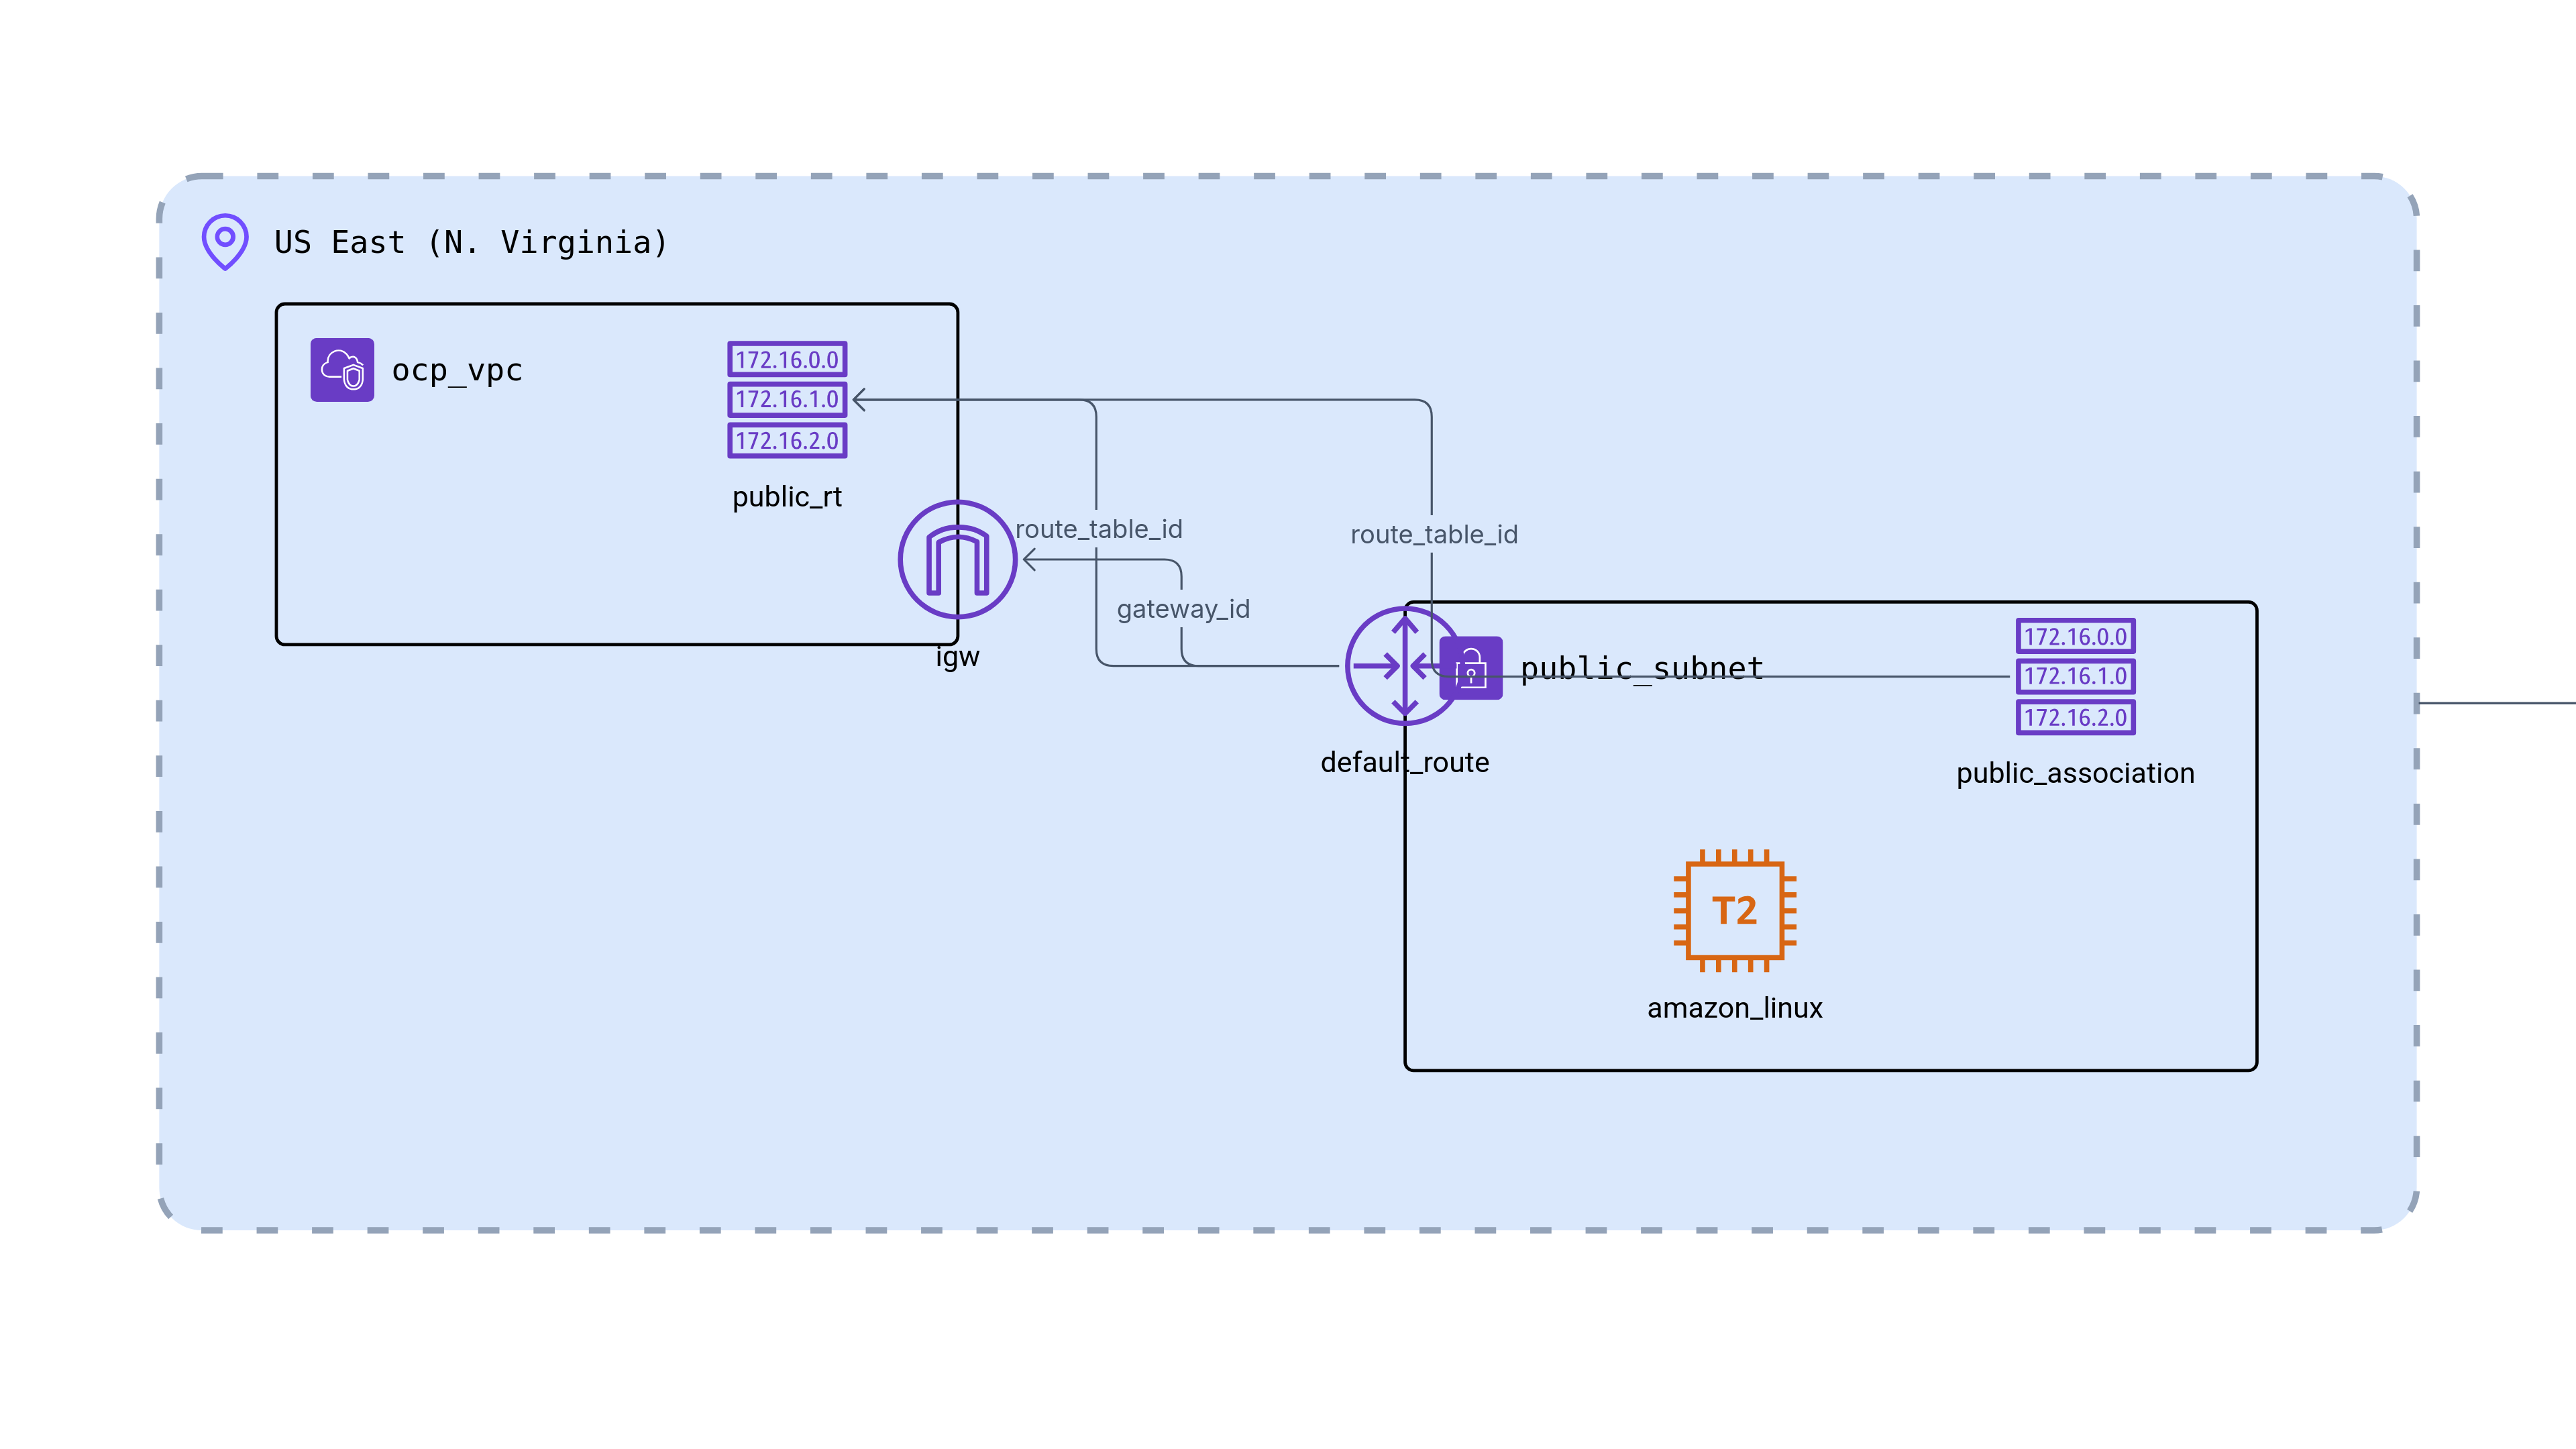 US East (N. Virginia)
ocp_vpc
172.16.0.0
172.16.1.0
172.16.2.0
public_rt
route_table_id
route_table_id
gateway_id
igw
public_subnet
default_route
172.16.0.0
172.16.1.0
172.16.2.0
public_association
T2
amazon_linux